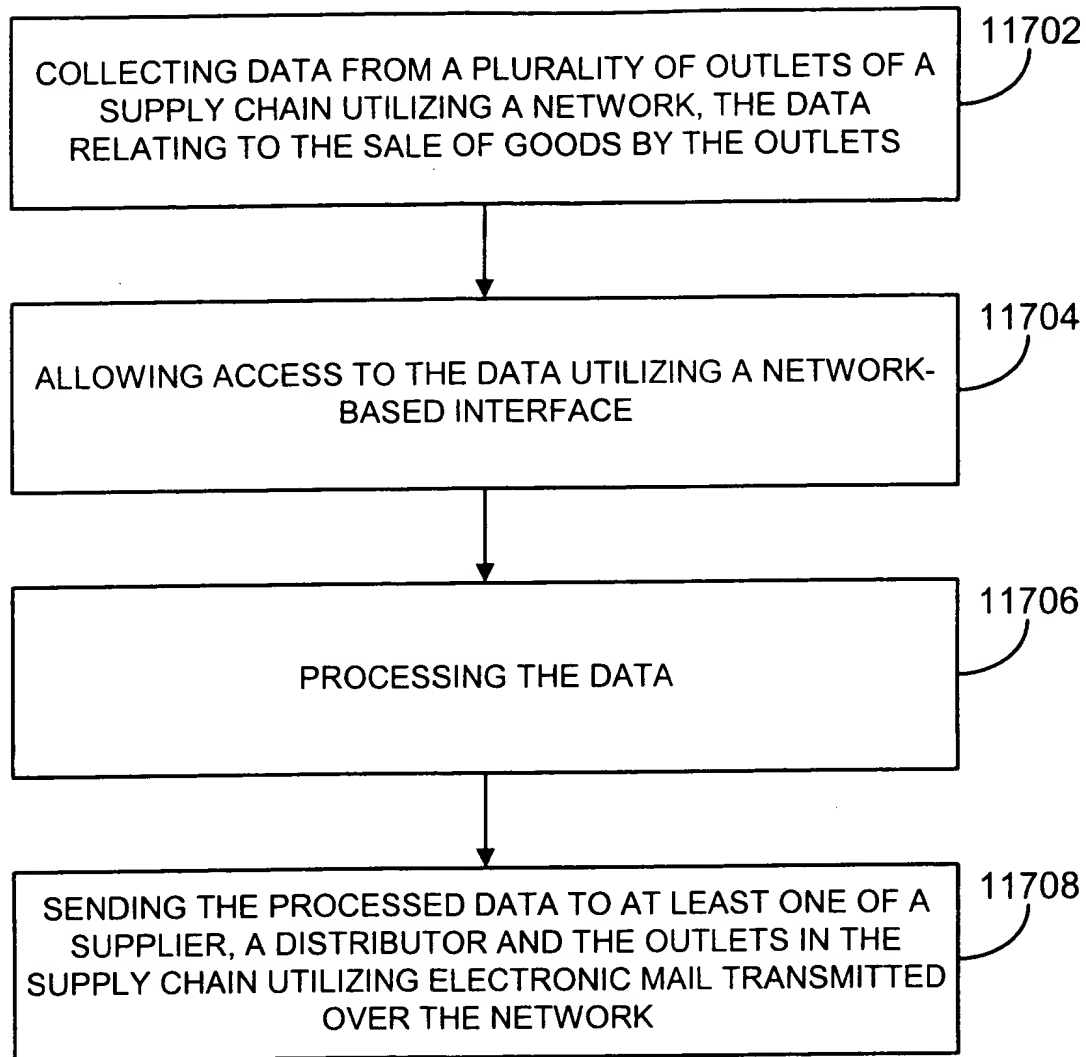 11702
COLLECTING DATA FROM A PLURALITY OF OUTLETS OF A
SUPPLY CHAIN UTILIZING A NETWORK, THE DATA
RELATING TO THE SALE OF GOODS BY THE OUTLETS
11704
ALLOWING ACCESS TO THE DATA UTILIZING A NETWORK-
BASED INTERFACE
11706
PROCESSING THE DATA
11708
SENDING THE PROCESSED DATA TO AT LEAST ONE OF A
SUPPLIER, A DISTRIBUTOR AND THE OUTLETS IN THE
SUPPLY CHAIN UTILIZING ELECTRONIC MAIL TRANSMITTED
OVER THE NETWORK